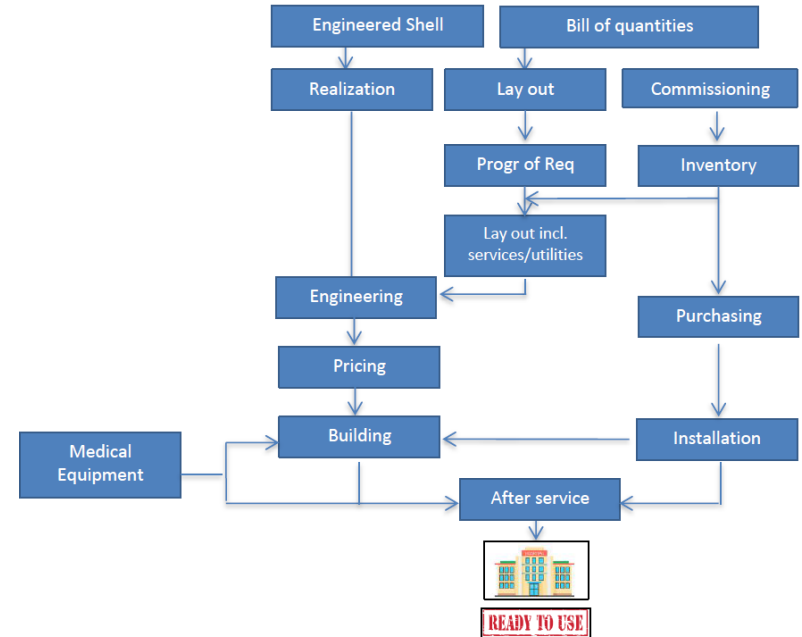 Engineered Shell
Bill of quantities
Realization
Lay out
Commissioning
Progr of Req
Inventory
Lay out incl.
services/utilities
Engineering
Purchasing
Pricing
Building
Installation
Medical
Equipment
After service
READY TO USE